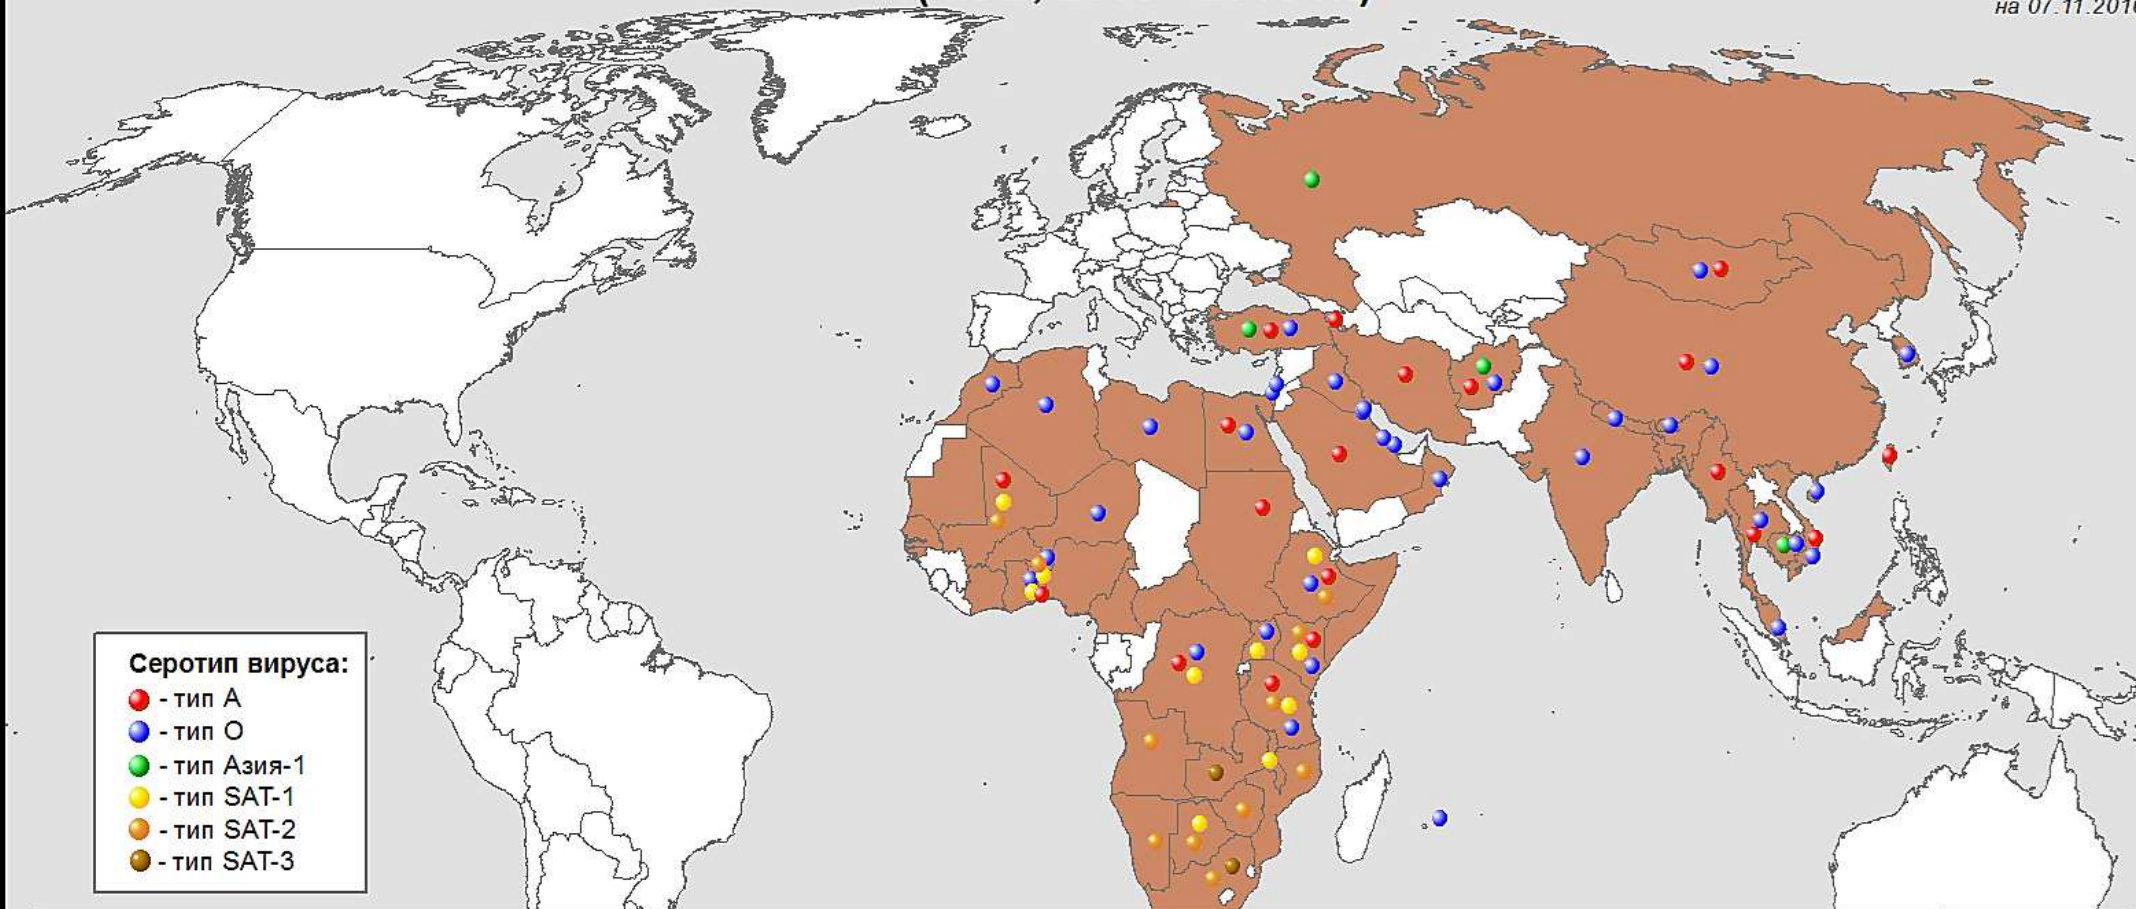 на 07.11.2016
Серотип вируса:
- тип А
- тип О
- тип Азия-1
- тип SAT-1
- тип SAT-2
- тип SAT-3